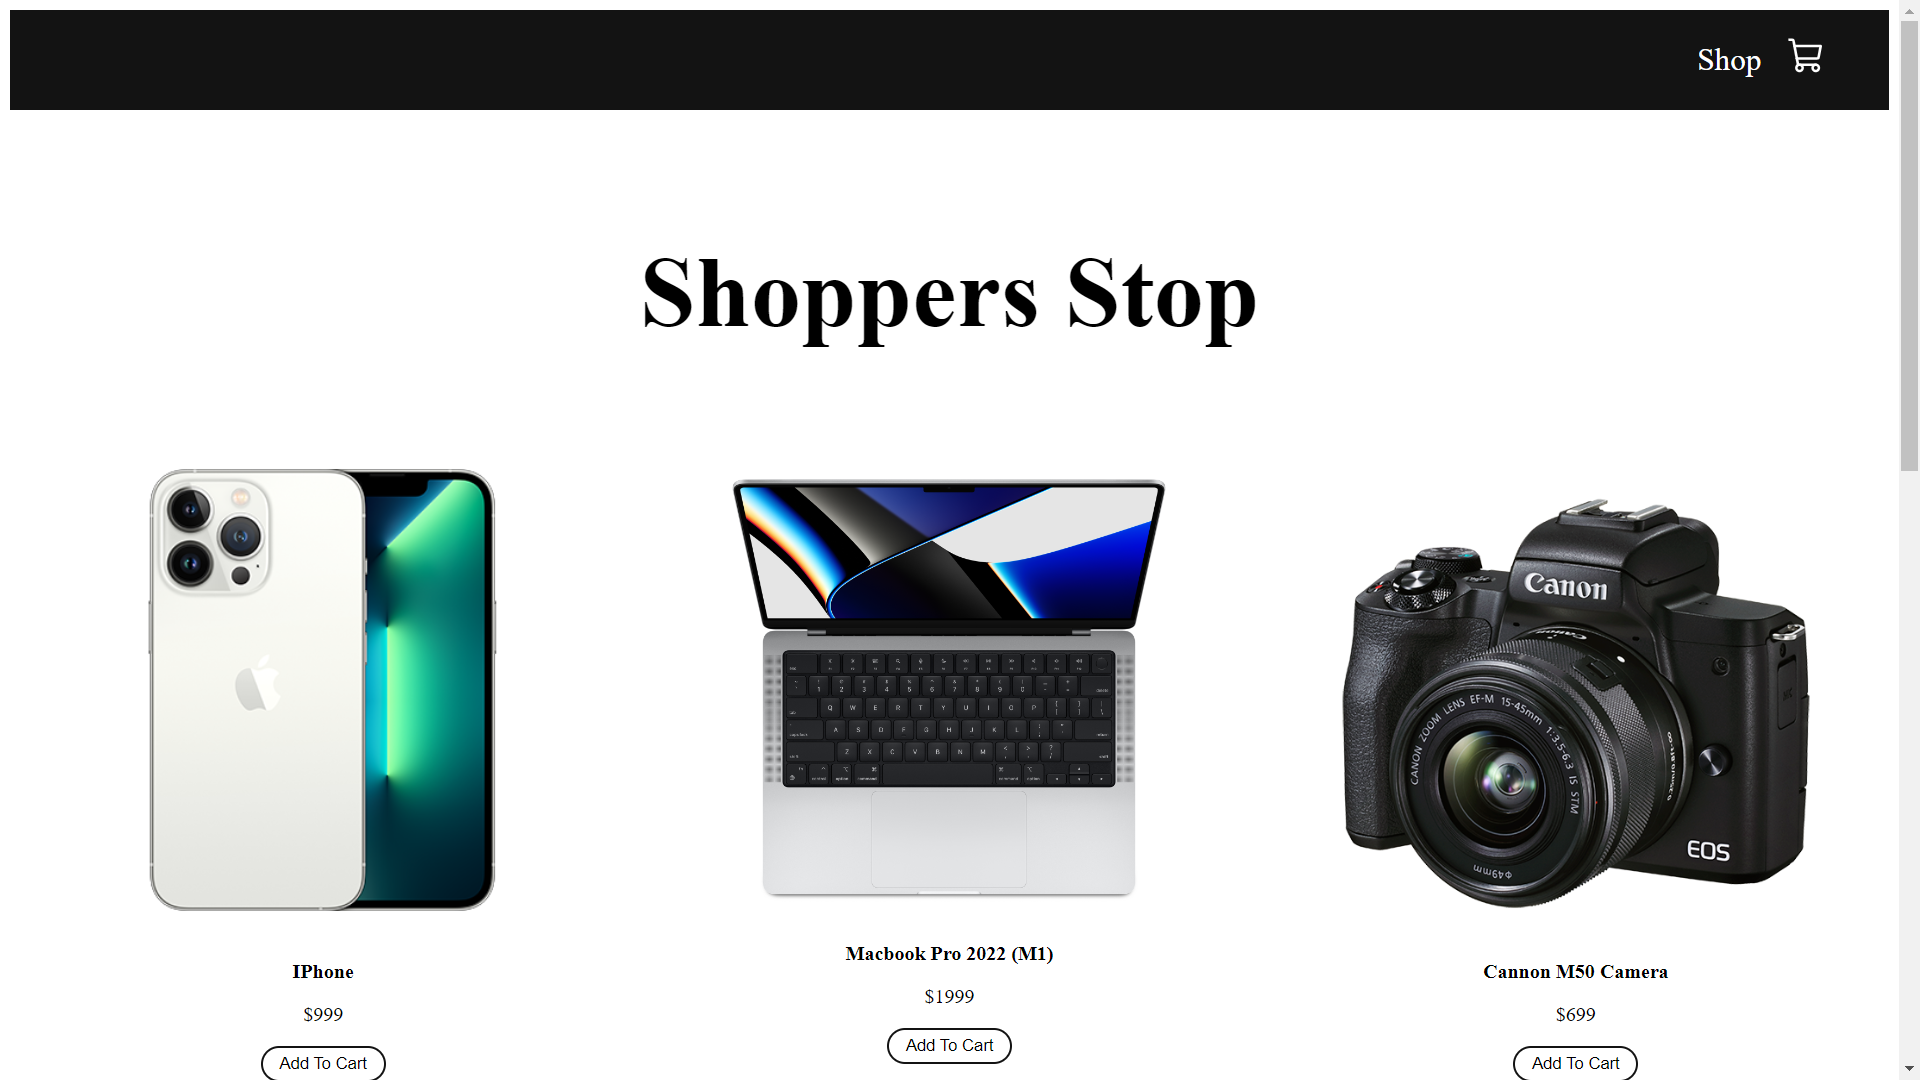 Shop
Shoppers Stop
Canon
Canon
CANON ZOOM LENS EF-M 15-45mm 1:3.5-6.3 IS STM
Φ49mm
EOS
IPhone
$999
Add To Cart
Macbook Pro 2022 (M1)
$1999
Add To Cart
Cannon M50 Camera
$699
Add To Cart